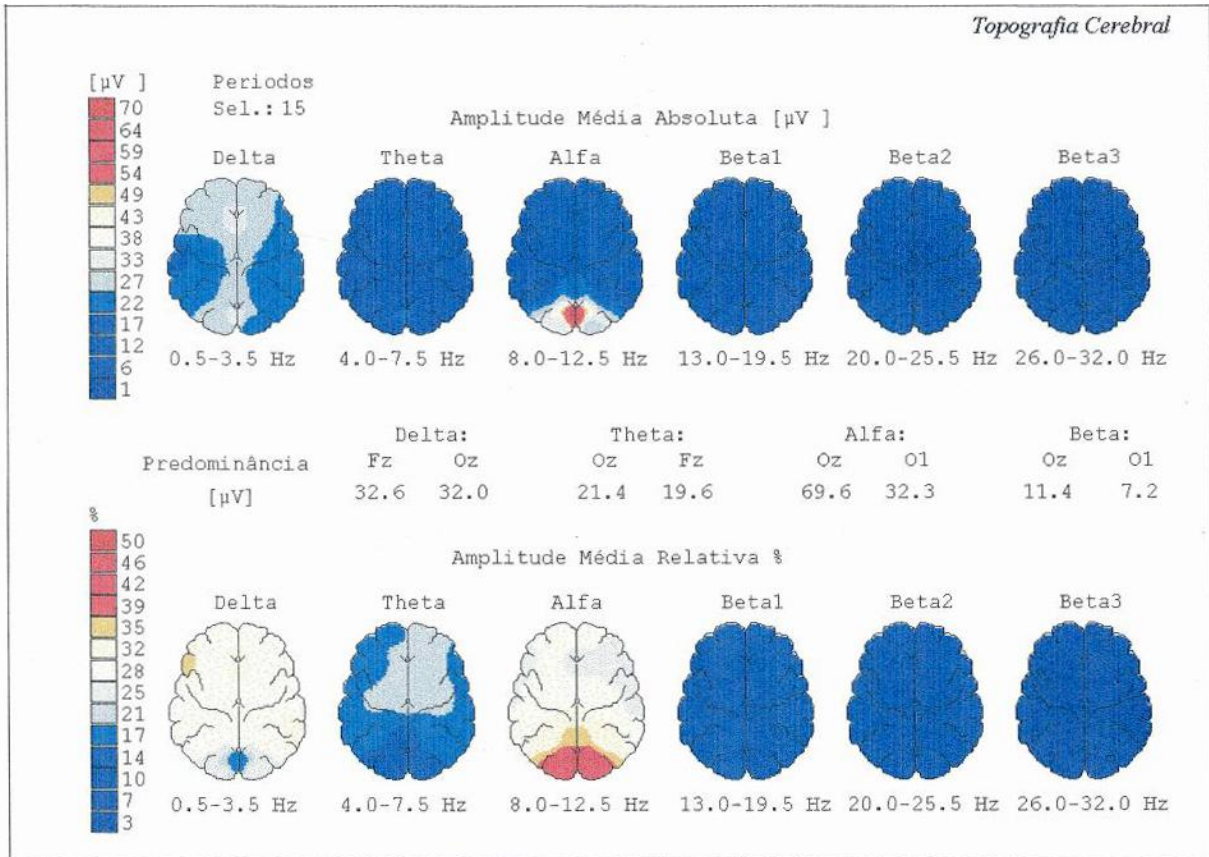 Topografia Cerebral
[µV ] Periodos
Sel.: 15
70
64
59
54
49
43
38
33
27
22
17
12
6
1
Amplitude Média Absoluta [µV ]
Delta Theta Alfa Beta1 Beta2 Beta3
0.5-3.5 Hz 4.0-7.5 Hz 8.0-12.5 Hz 13.0-19.5 Hz 20.0-25.5 Hz 26.0-32.0 Hz
Delta: Theta: Alfa: Beta:
Predominância Fz Oz Oz Fz Oz O1 Oz O1
[µV] 32.6 32.0 21.4 19.6 69.6 32.3 11.4 7.2
%
50
46
42
39
35
32
28
25
21
17
14
10
7
3
Amplitude Média Relativa %
Delta Theta Alfa Beta1 Beta2 Beta3
0.5-3.5 Hz 4.0-7.5 Hz 8.0-12.5 Hz 13.0-19.5 Hz 20.0-25.5 Hz 26.0-32.0 Hz